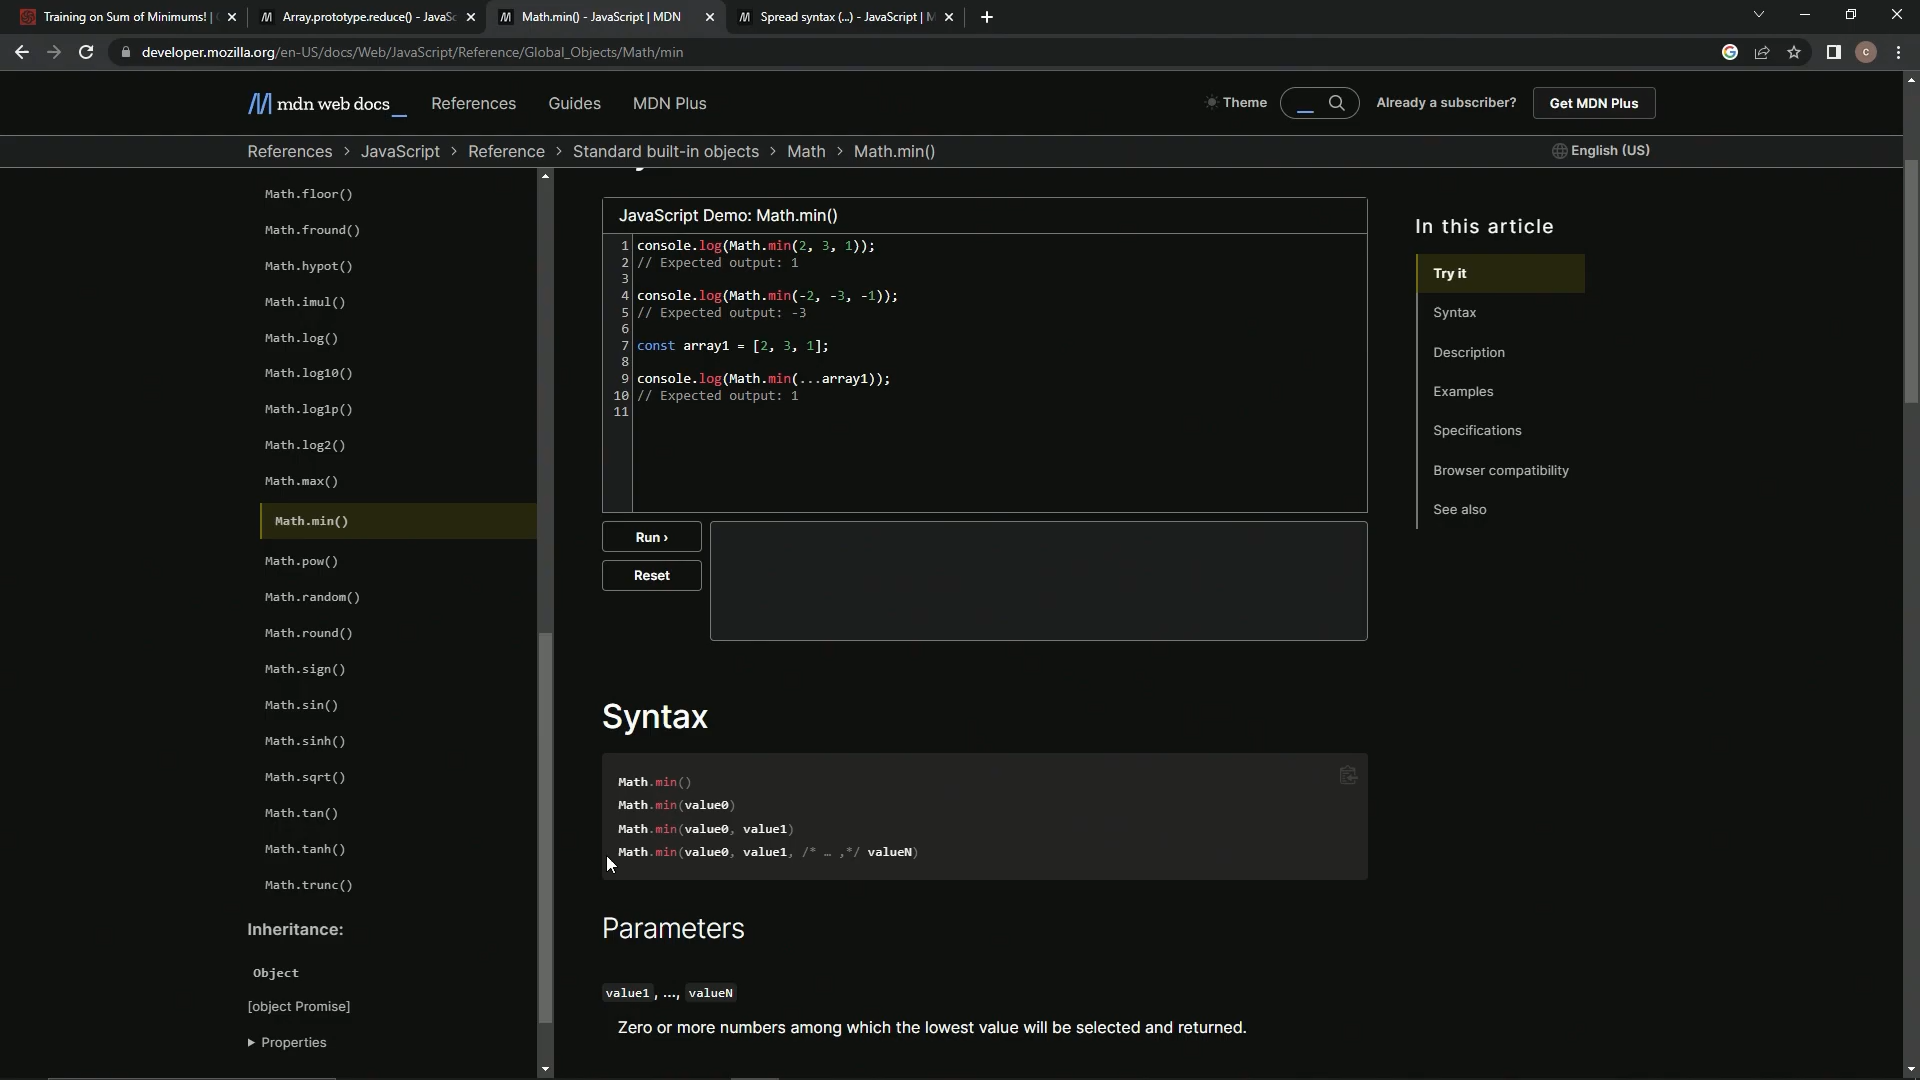 Training on Sum of Minimums! |
Array.prototype.reduce() - JavaSc
Math.min() - JavaScript | MDN
Spread syntax (...) - JavaScript | M
developer.mozilla.org/en-US/docs/Web/JavaScript/Reference/Global_Objects/Math/min
C
mdn web docs_
References
Guides
MDN Plus
Theme
Already a subscriber?
Get MDN Plus
References > JavaScript > Reference > Standard built-in objects > Math > Math.min()
English (US)
Math.floor()
Math.fround()
Math.hypot()
Math.imul()
Math.log()
Math.log10()
Math.log1p()
Math.log2()
Math.max()
Math.min()
Math.pow()
Math.random()
Math.round()
Math.sign()
Math.sin()
Math.sinh()
Math.sqrt()
Math.tan()
Math.tanh()
Math.trunc()
Inheritance:
Object
[object Promise]
Properties
JavaScript Demo: Math.min()
1 console.log(Math.min(2, 3, 1));
2 // Expected output: 1
3
4 console.log(Math.min(-2, -3, -1));
5 // Expected output: -3
6
7 const array1 = [2, 3, 1];
8
9 console.log(Math.min(...array1));
10 // Expected output: 1
11
Run ›
Reset
Syntax
Math.min()
Math.min(value0)
Math.min(value0, value1)
Math.min(value0, value1, /* … ,*/ valueN)
Parameters
value1, …, valueN
Zero or more numbers among which the lowest value will be selected and returned.
In this article
Try it
Syntax
Description
Examples
Specifications
Browser compatibility
See also